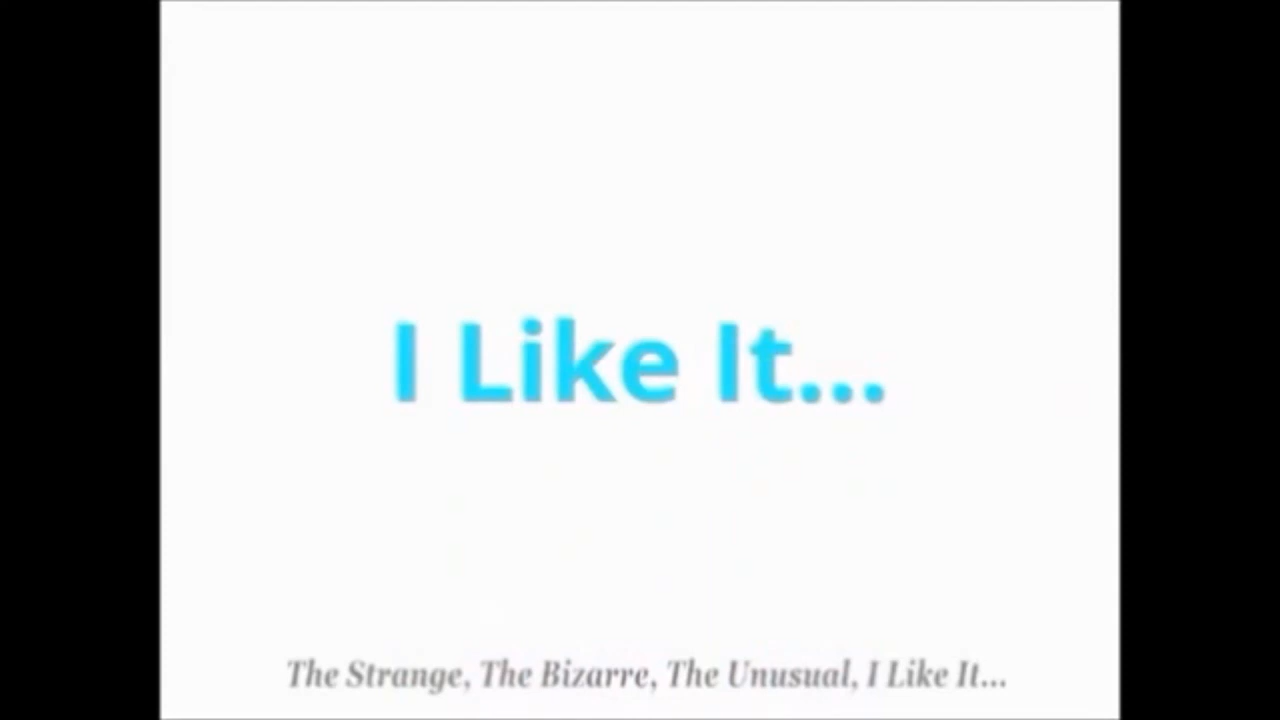 I Like It...
The Strange, The Bizarre, The Unusual, I Like It...